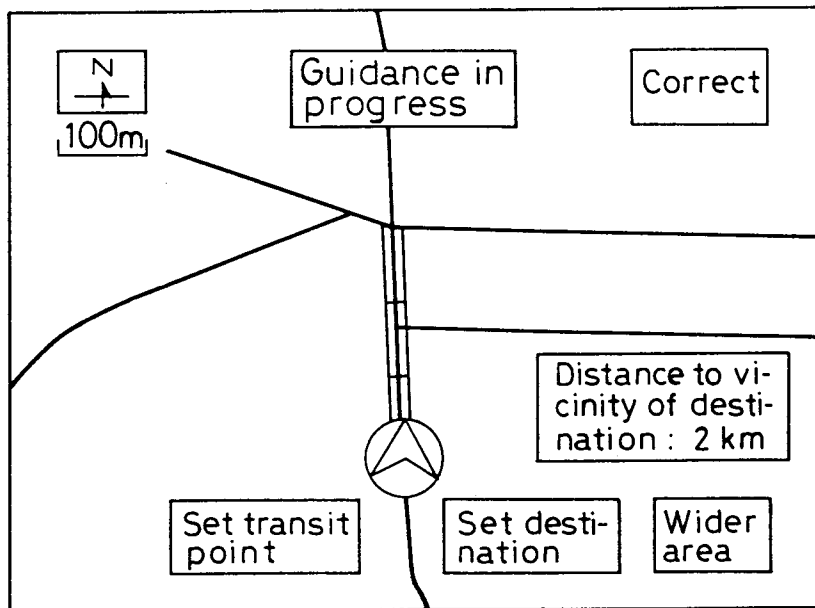 N
100m
Guidance in
progress
Correct
Distance to vi-
cinity of desti-
nation : 2 km
Set transit
point
Set desti-
nation
Wider
area